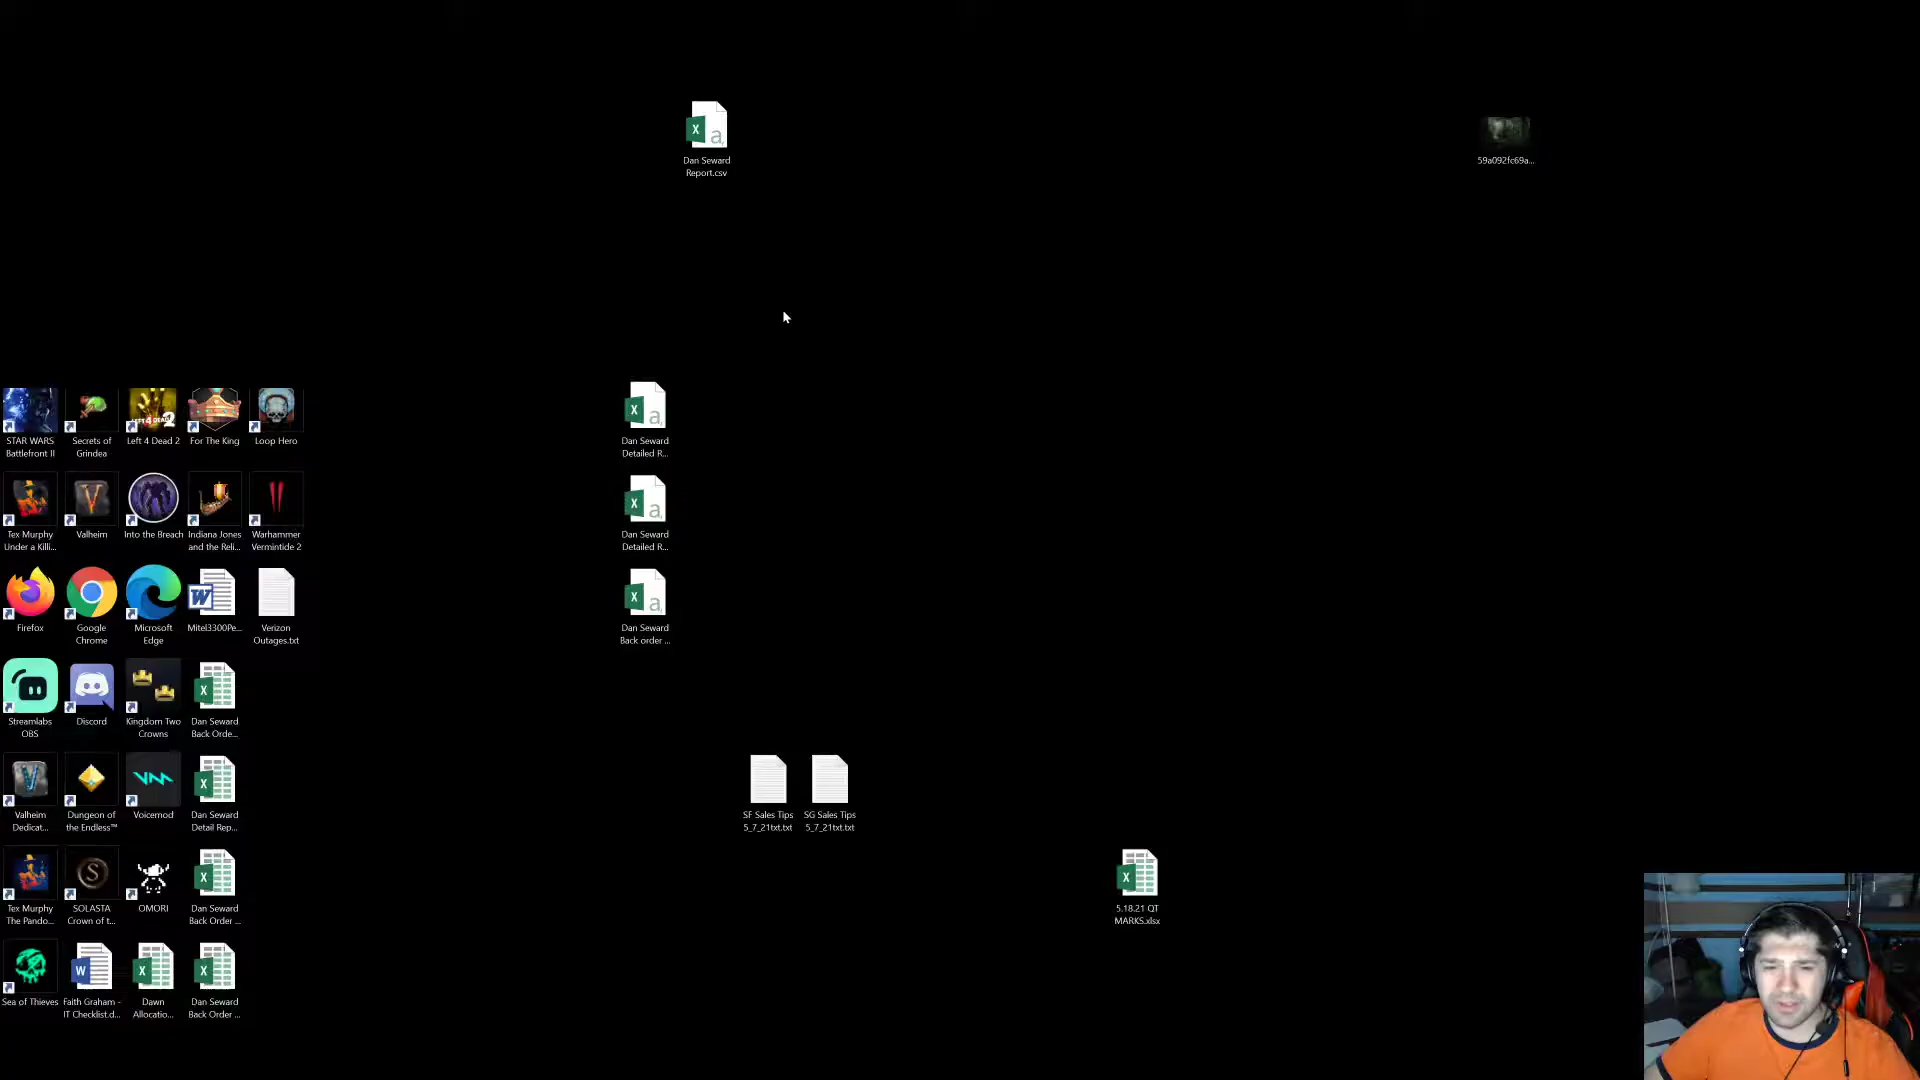 Dan Seward
Report.csv
59a092fc69a...
STAR WARS
Battlefront II
Secrets of
Grindea
Left 4 Dead 2
For The King
Loop Hero
Dan Seward
Detailed R...
Tex Murphy
Under a Killi...
Valheim
Into the Breach
Indiana Jones
and the Reli...
Warhammer
Vermintide 2
Dan Seward
Detailed R...
Firefox
Google
Chrome
Microsoft
Edge
Mitel3300Pe...
Verizon
Outages.txt
Dan Seward
Back order ...
Streamlabs
OBS
Discord
Kingdom Two
Crowns
Dan Seward
Back Orde...
Valheim
Dedicat...
Dungeon of
the Endless™
Voicemod
Dan Seward
Detail Rep...
SF Sales Tips
5_7_21txt.txt
SG Sales Tips
5_7_21txt.txt
Tex Murphy
The Pando...
SOLASTA
Crown of t...
OMORI
Dan Seward
Back Order ...
5.18.21 QT
MARKS.xlsx
Sea of Thieves
Faith Graham -
IT Checklist.d...
Dawn
Allocatio...
Dan Seward
Back Order ...